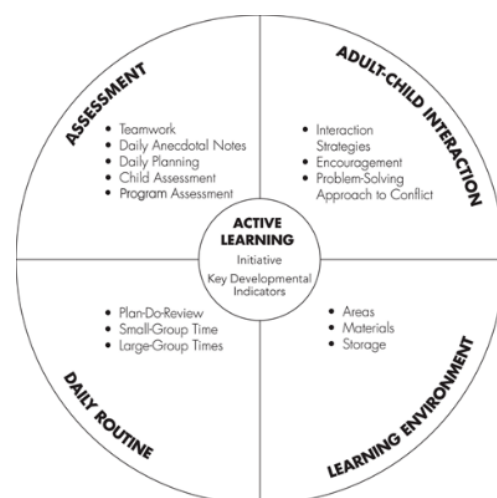 ASSESSMENT
• Teamwork
• Daily Anecdotal Notes
• Daily Planning
• Child Assessment
• Program Assessment
ADULT-CHILD INTERACTION
• Interaction
Strategies
• Encouragement
• Problem-Solving
Approach to Conflict
ACTIVE
LEARNING
Initiative
Key Developmental
Indicators
• Plan-Do-Review
• Small-Group Time
• Large-Group Times
DAILY ROUTINE
• Areas
• Materials
• Storage
LEARNING ENVIRONMENT